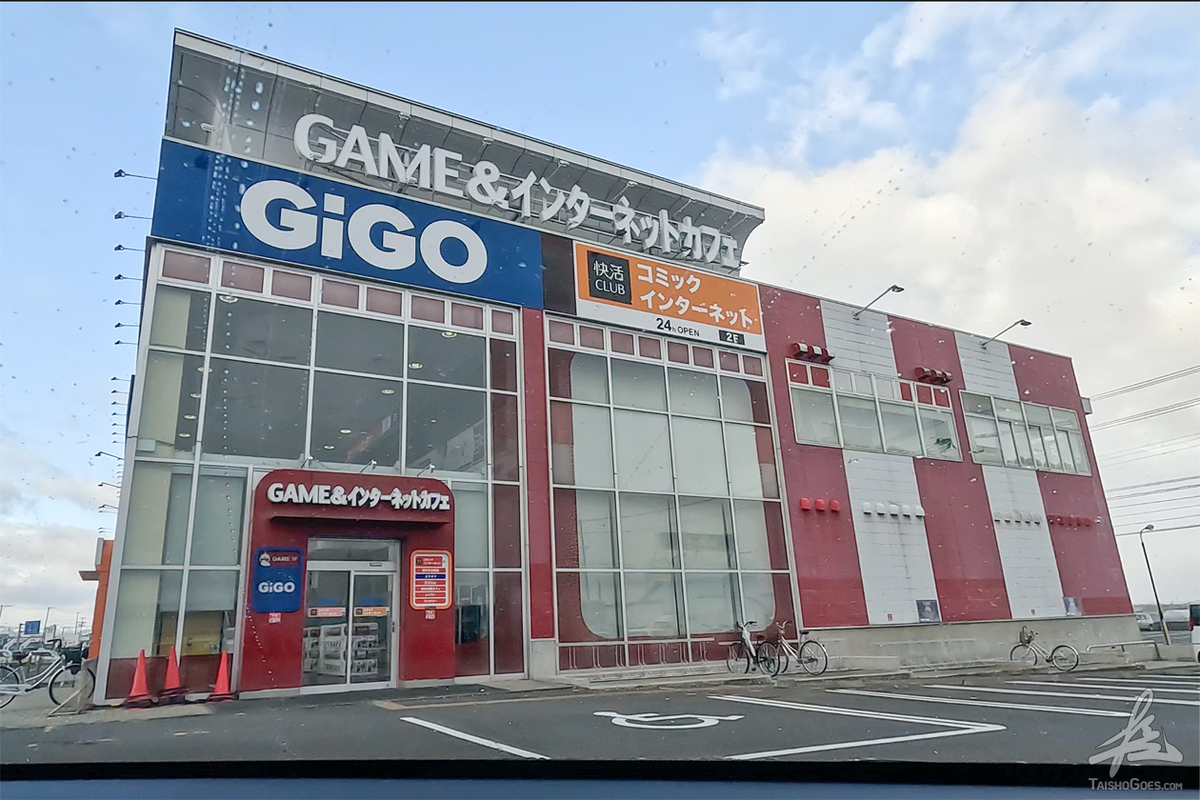 GAME&インターネットカフェ
GiGO
快活
CLUB
コミック
インターネット
24h OPEN
2F
GAME&インターネットカフェ
GAME 1F
GiGO
TAISHOGOES.COM